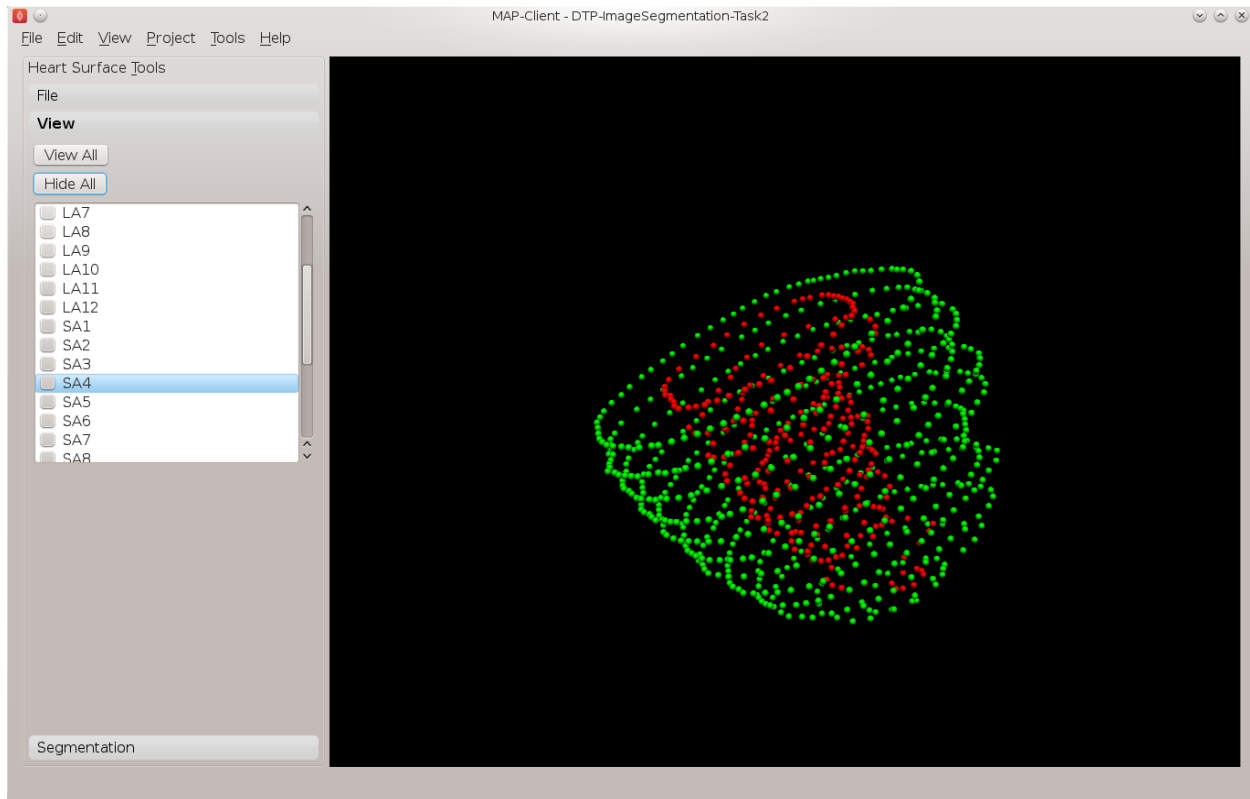 MAP-Client - DTP-ImageSegmentation-Task2
File Edit View Project Tools Help
Heart Surface Tools
File
View
View All
Hide All
LA7
LA8
LA9
LA10
LA11
LA12
SA1
SA2
SA3
SA4
SA5
SA6
SA7
SA8
Segmentation